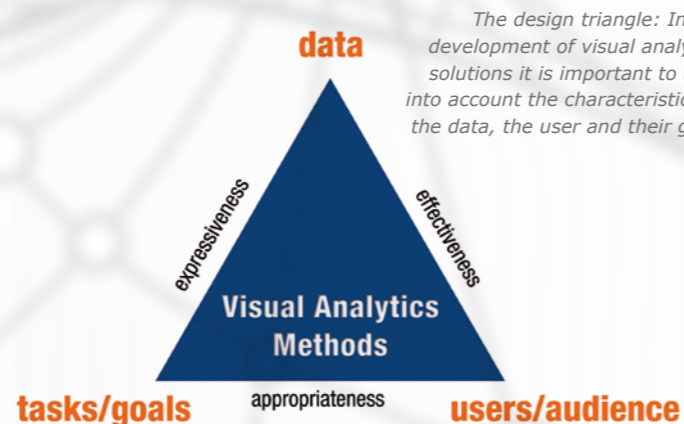 The design triangle: In
development of visual analy
solutions it is important to
into account the characteristic
the data, the user and their g
data
expressiveness
effectiveness
Visual Analytics
Methods
appropriateness
tasks/goals
users/audience